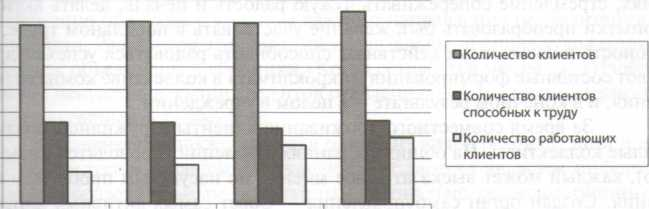 Количество клиентов
Количество клиентов
способных к труду
Количество работающих
клиентов